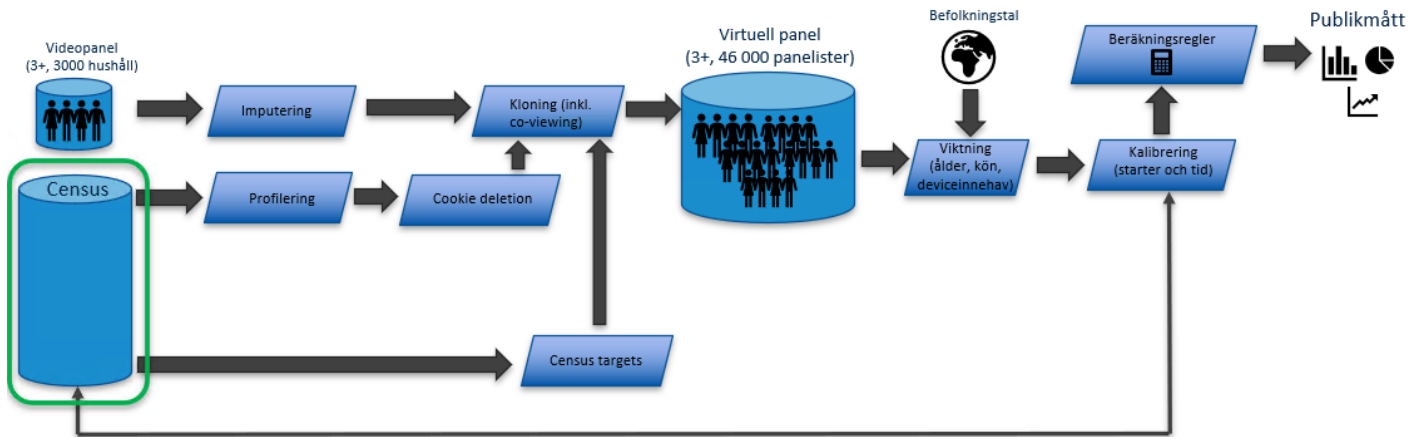 Videopanel
(3+, 3000 hushåll)
Imputering
Kloning (inkl.
co-viewing)
Virtuell panel
(3+, 46 000 panelister)
Befolkningstal
Viktning
(ålder, kön,
deviceinnehav)
Kalibrering
(starter och tid)
Beräkningsregler
Publikmått
Census
Profilering
Cookie deletion
Census targets